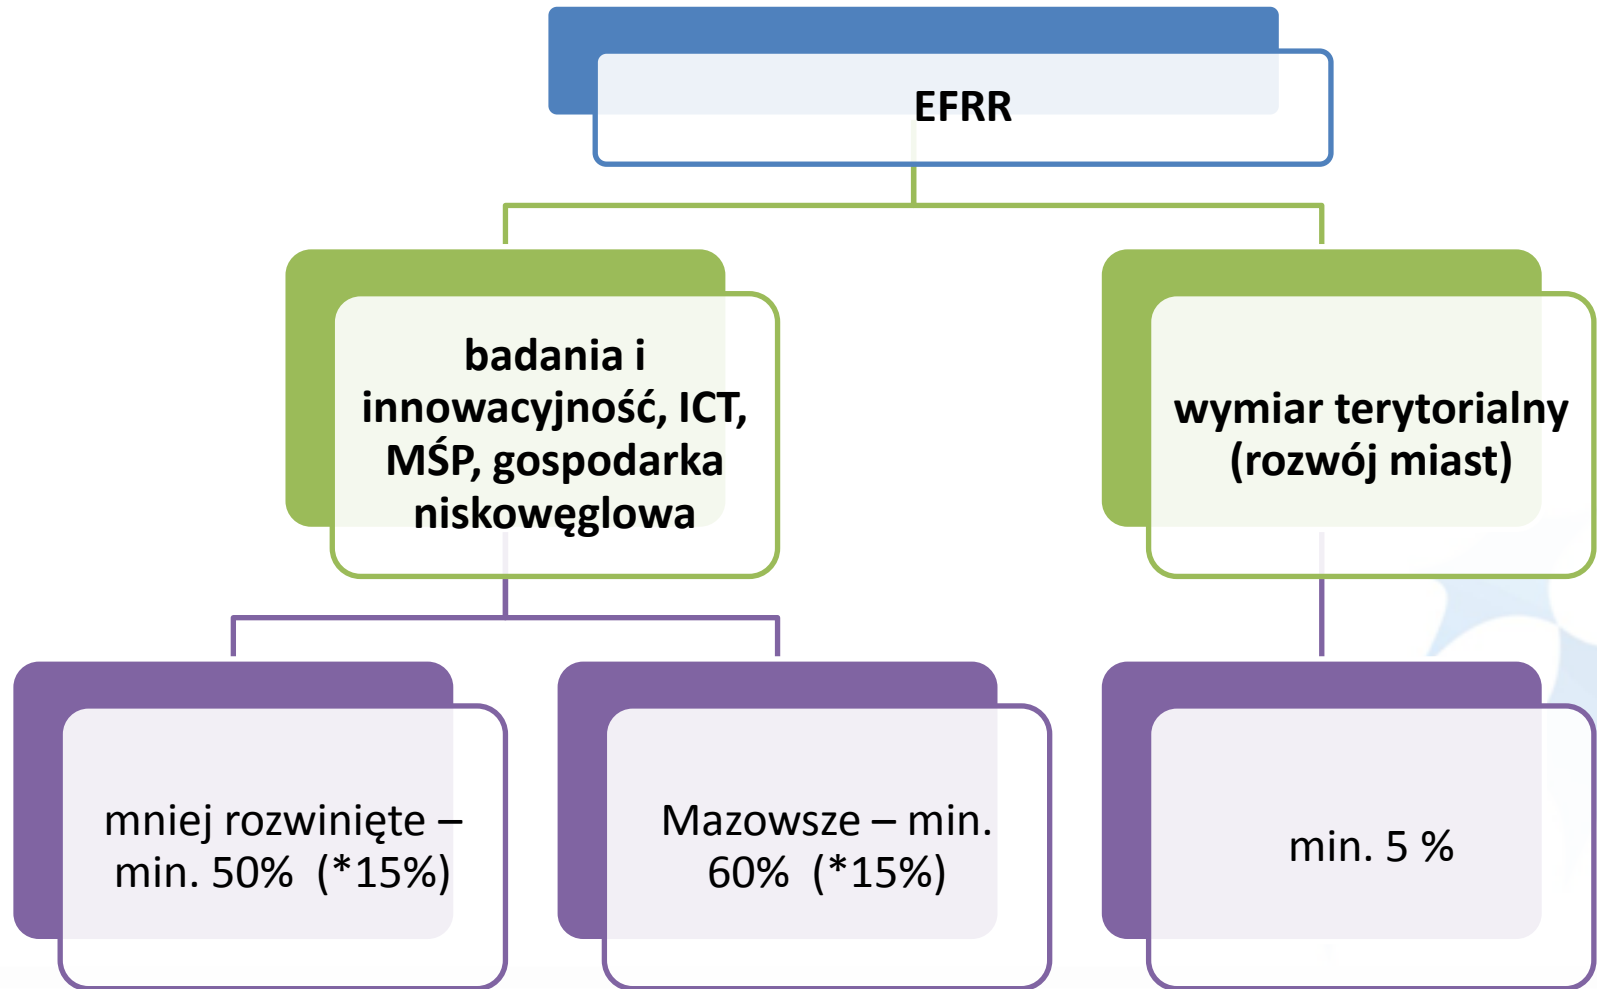 EFRR
badania i
innowacyjność, ICT,
MŚP, gospodarka
niskowęglowa
wymiar terytorialny
(rozwój miast)
mniej rozwinięte –
min. 50%  (*15%)
Mazowsze – min.
60%  (*15%)
min. 5 %